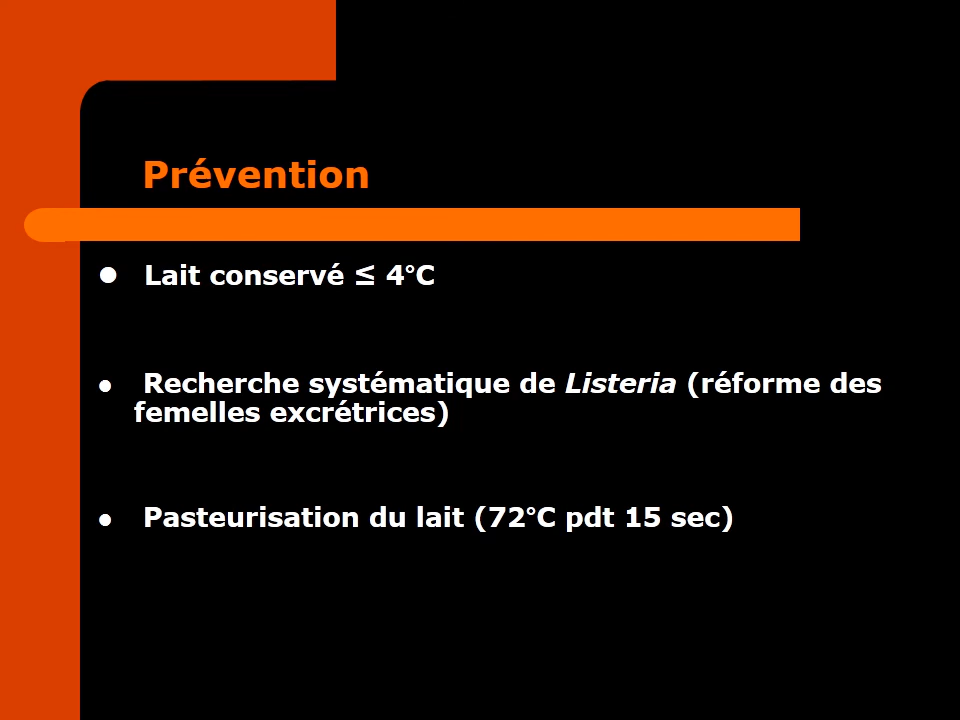 Prévention
● Lait conservé ≤ 4°C
● Recherche systématique de Listeria (réforme des
femelles excrétrices)
● Pasteurisation du lait (72°C pdt 15 sec)